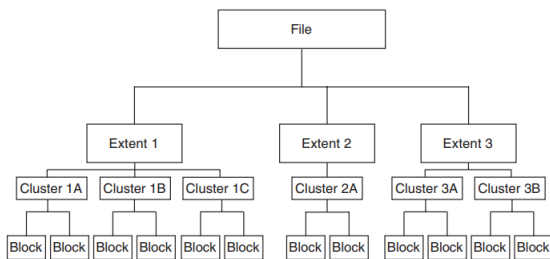 File
Extent 1 Extent 2 Extent 3
Cluster 1A Cluster 1B Cluster 1C Cluster 2A Cluster 3A Cluster 3B
Block Block Block Block Block Block Block Block Block Block Block Block